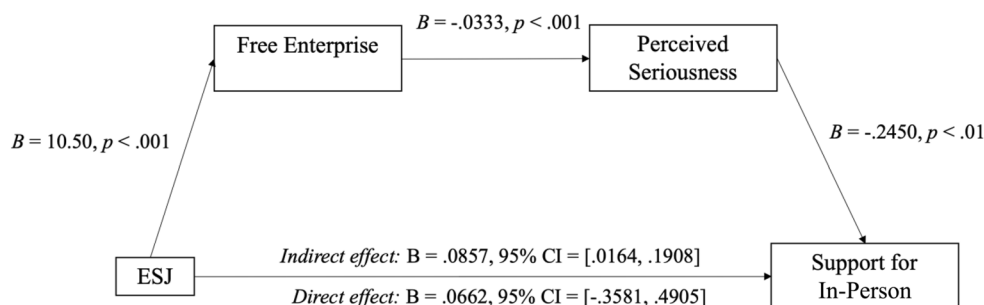 B = -.0333, p < .001
Free Enterprise
Perceived
Seriousness
B = 10.50, p < .001
B = -.2450, p < .01
Indirect effect: B = .0857, 95% CI = [.0164, .1908]
ESJ
Support for
In-Person
Direct effect: B = .0662, 95% CI = [-.3581, .4905]